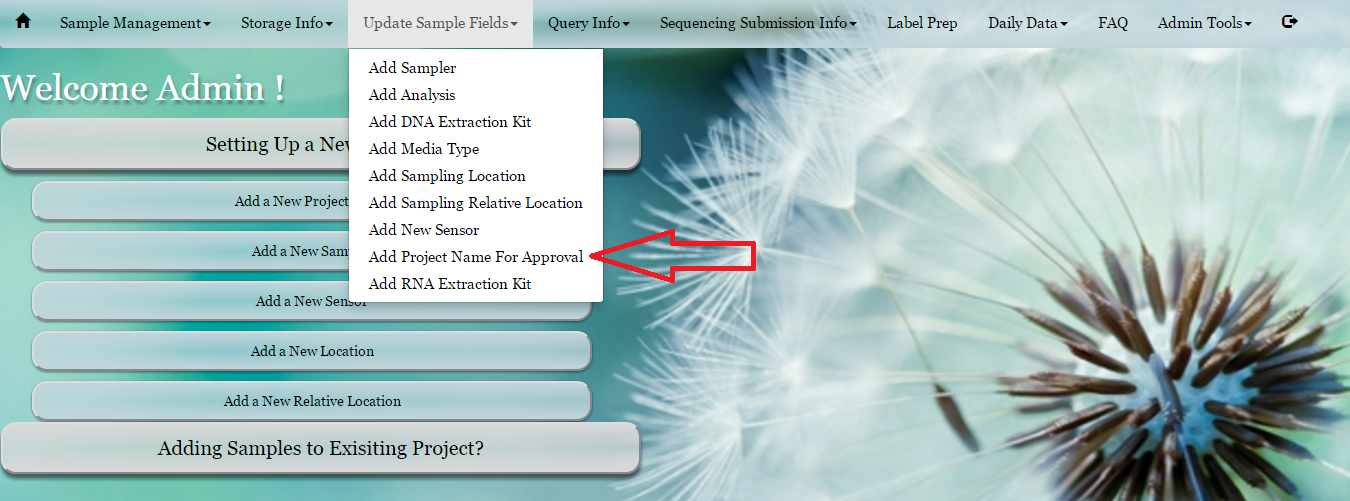 Sample Management
Storage Info
Update Sample Fields
Query Info
Sequencing Submission Info
Label Prep
Daily Data
FAQ
Admin Tools
Add Sampler
Add Analysis
Add DNA Extraction Kit
Add Media Type
Add Sampling Location
Add Sampling Relative Location
Add New Sensor
Add Project Name For Approval
Add RNA Extraction Kit
Welcome Admin !
Setting Up a New
Add a New Project
Add a New Sam
Add a New Sensor
Add a New Location
Add a New Relative Location
Adding Samples to Exisiting Project?